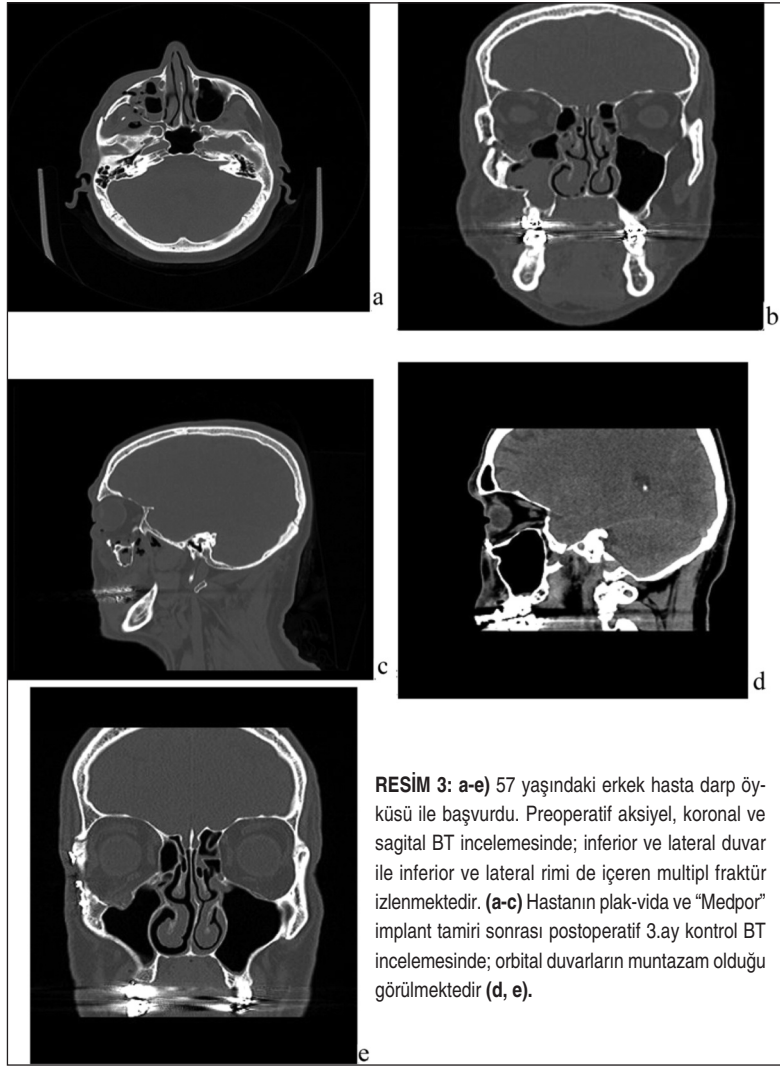 a
b
c
d
RESİM 3: a-e) 57 yaşındaki erkek hasta darp öy-
küsü ile başvurdu. Preoperatif aksiyel, koronal ve
sagital BT incelemesinde; inferior ve lateral duvar
ile inferior ve lateral rimi de içeren multipl fraktür
izlenmektedir. (a-c) Hastanın plak-vida ve “Medpor”
implant tamiri sonrası postoperatif 3.ay kontrol BT
incelemesinde; orbital duvarların muntazam olduğu
görülmektedir (d, e).
e